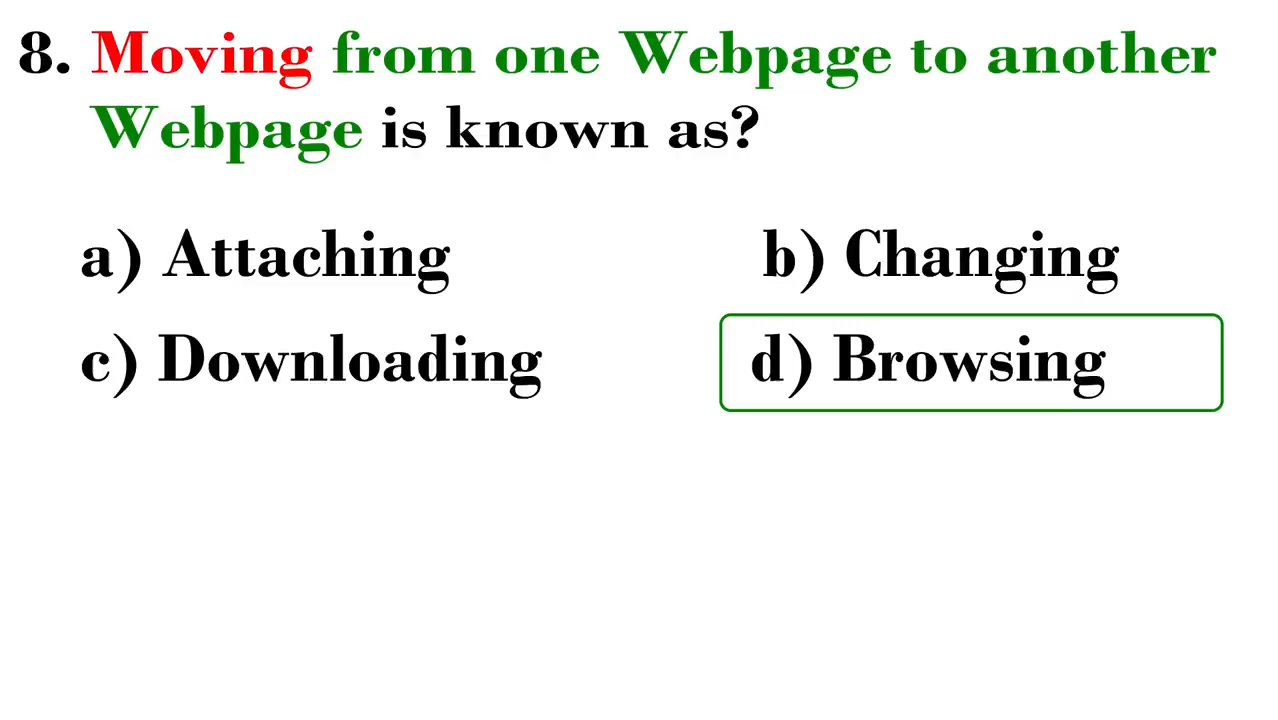 8. Moving from one Webpage to another
Webpage is known as?
a) Attaching
b) Changing
c) Downloading
d) Browsing